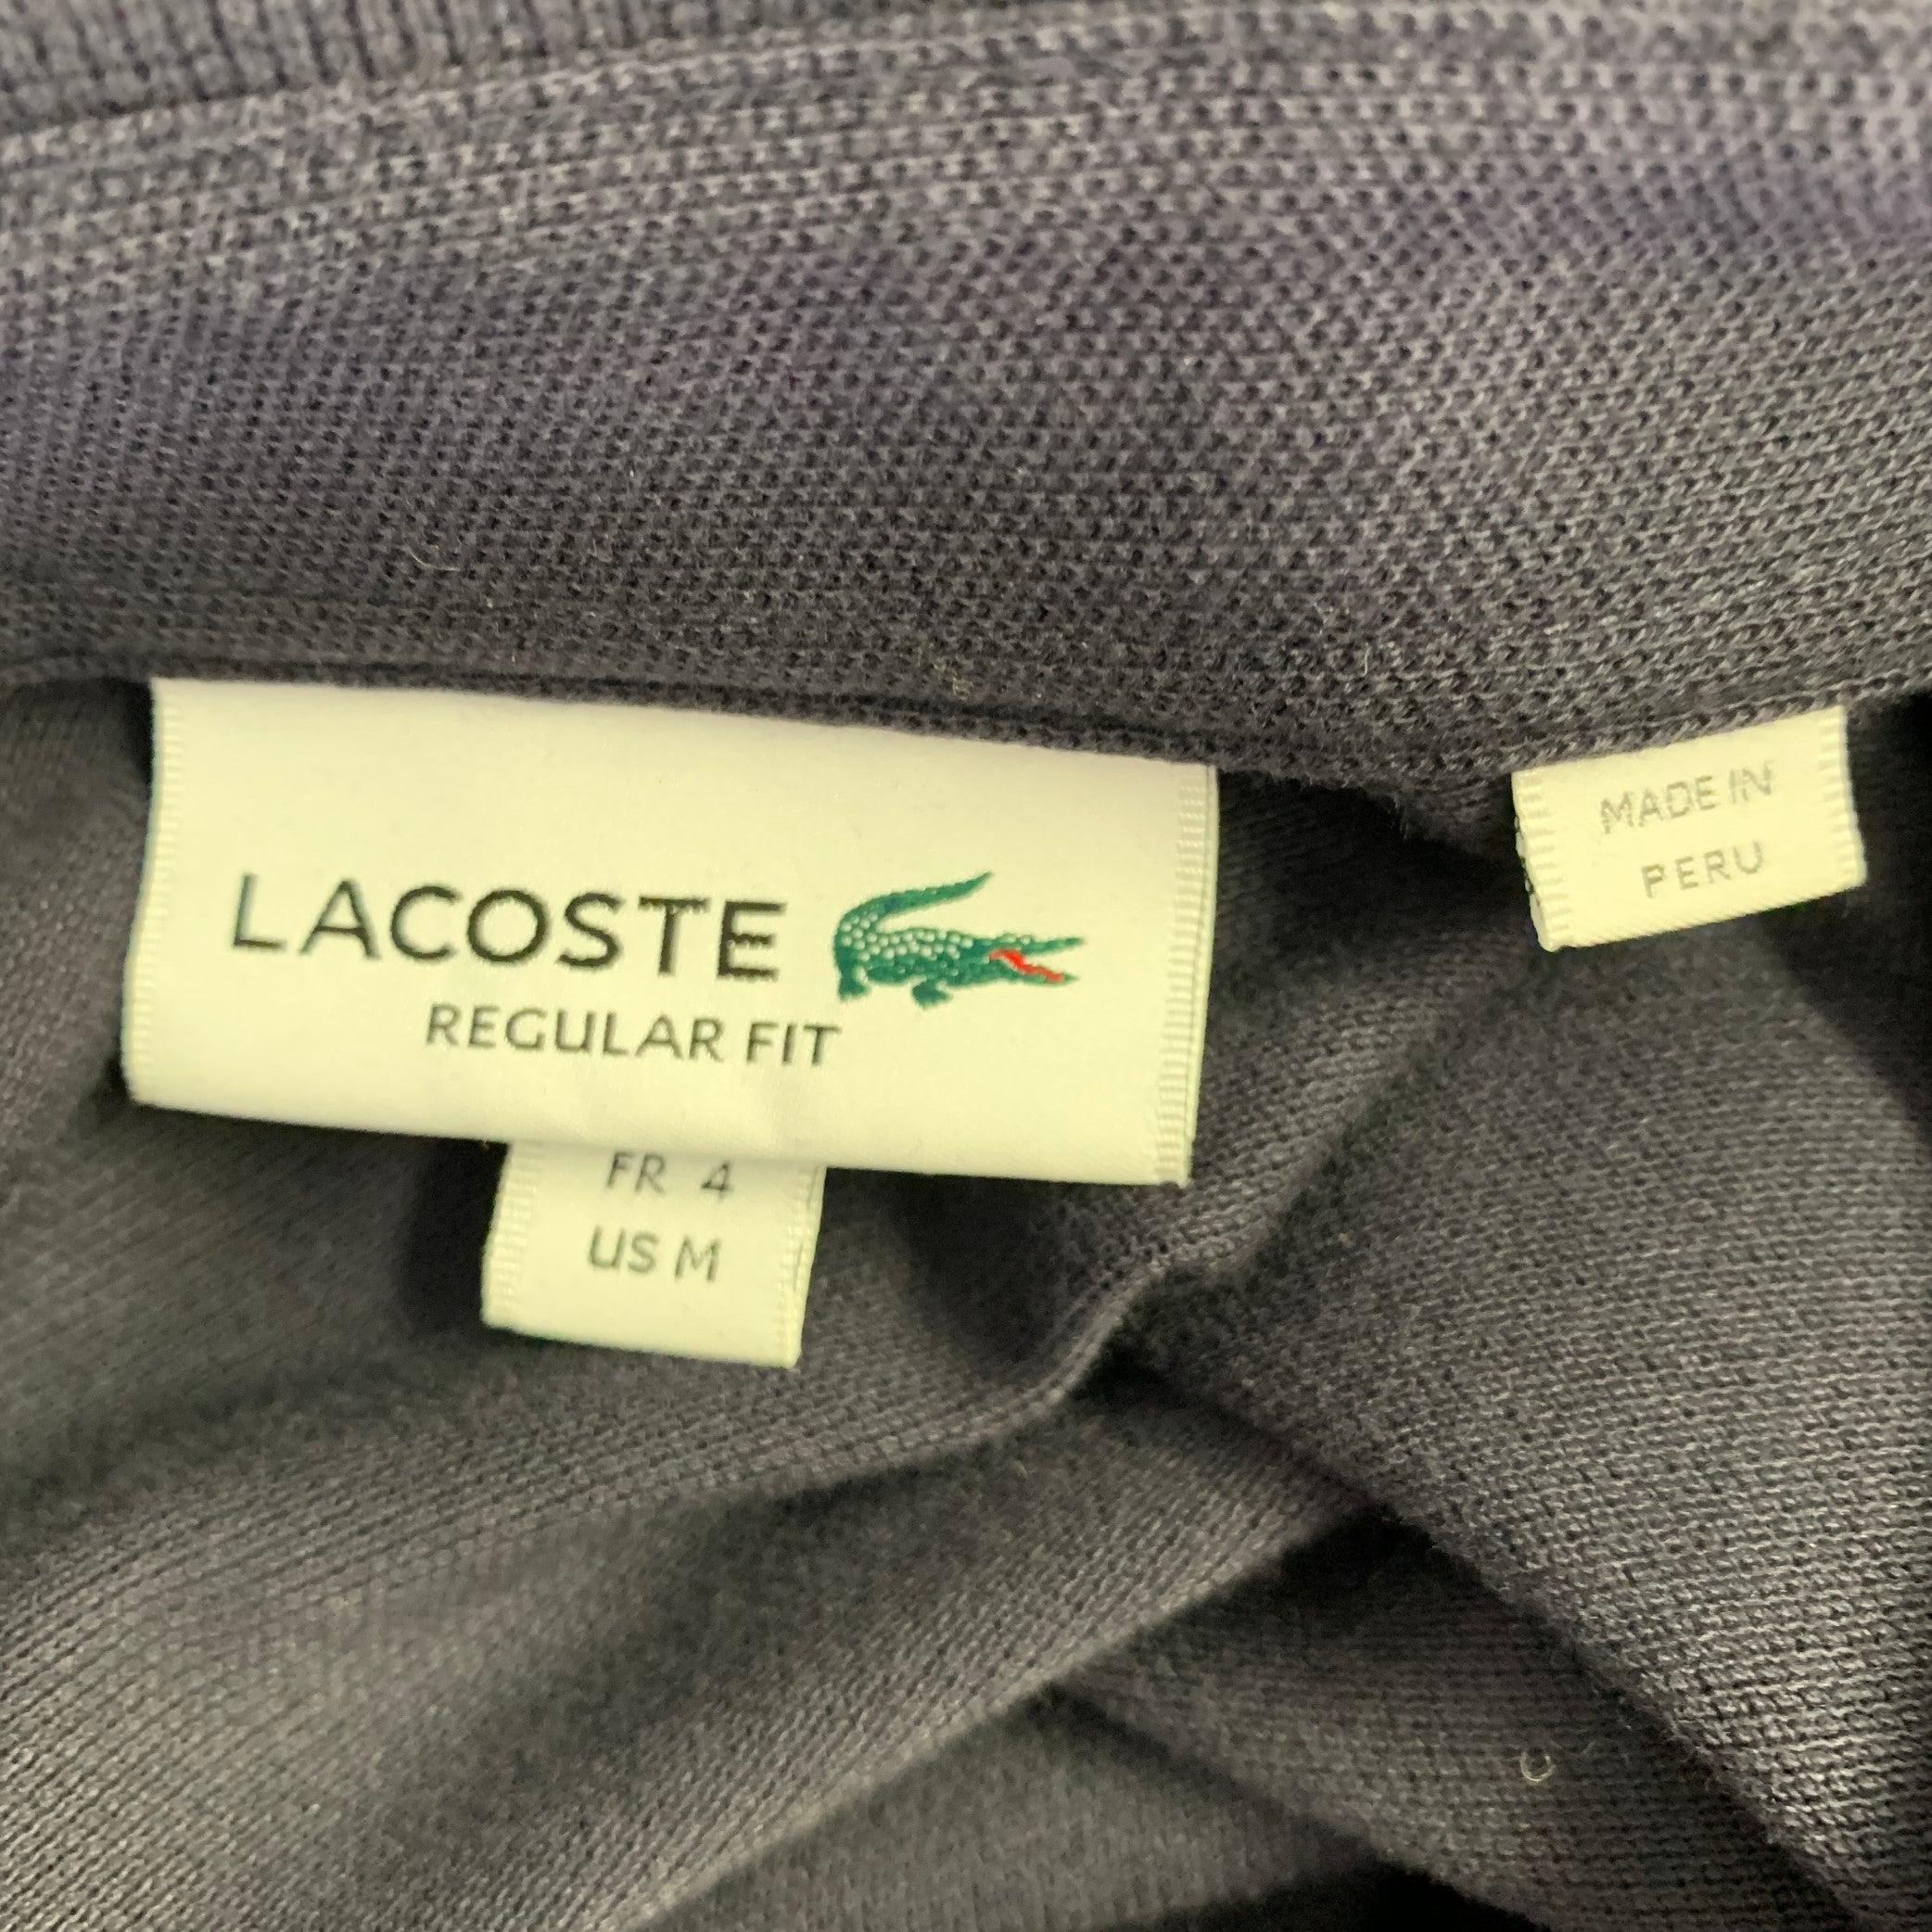 LACOSTE
REGULAR FIT
FR 4
US M
MADE IN
PERU